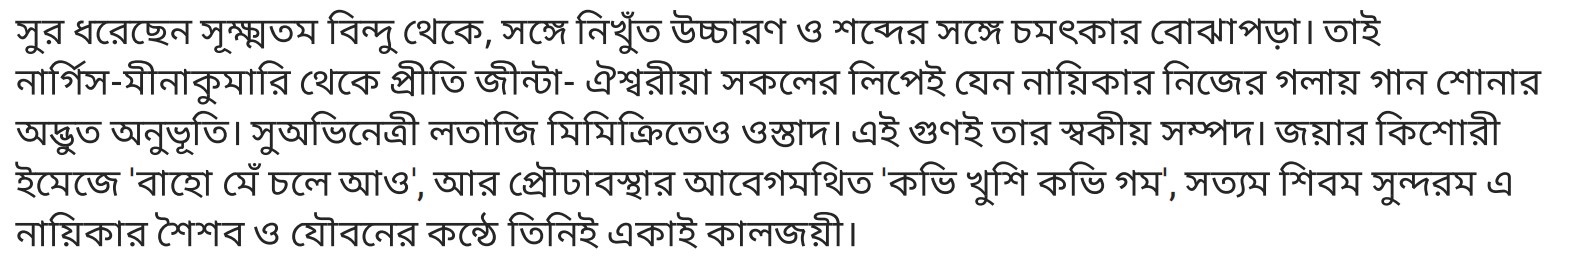 সুর ধরেছেন সূক্ষ্মতম বিন্দু থেকে, সঙ্গে নিখুঁত উচ্চারণ ও শব্দের সঙ্গে চমৎকার বোঝাপড়া। তাই
নার্গিস-মীনাকুমারি থেকে প্রীতি জীন্টা- ঐশ্বরীয়া সকলের লিপেই যেন নায়িকার নিজের গলায় গান শোনার
অদ্ভুত অনুভূতি। সুঅভিনেত্রী লতাজি মিমিক্রিতেও ওস্তাদ। এই গুণই তার স্বকীয় সম্পদ। জয়ার কিশোরী
ইমেজে 'বাহো মেঁ চলে আও', আর প্রৌঢাবস্থার আবেগমথিত 'কভি খুশি কভি গম', সত্যম শিবম সুন্দরম এ
নায়িকার শৈশব ও যৌবনের কন্ঠে তিনিই একাই কালজয়ী।